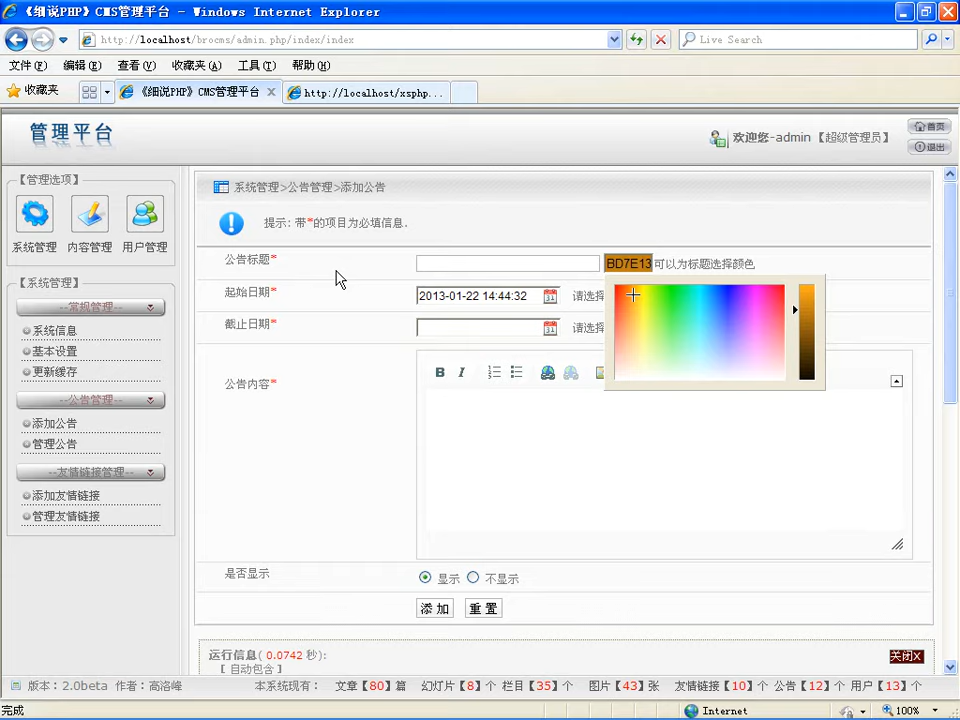 《细说PHP》CMS管理平台 - Windows Internet Explorer
http://localhost/brocms/admin.php/index/index
Live Search
文件(F) 编辑(E) 查看(V) 收藏夹(A) 工具(T) 帮助(H)
收藏夹 《细说PHP》CMS管理平台 http://localhost/xsphp...
管理平台
欢迎您-admin 【超级管理员】
首页
退出
【管理选项】
系统管理 内容管理 用户管理
【系统管理】
--常规管理--
系统信息
基本设置
更新缓存
--公告管理--
添加公告
管理公告
--友情链接管理--
添加友情链接
管理友情链接
系统管理>公告管理>添加公告
提示: 带*的项目为必填信息.
公告标题* BD7E13 可以为标题选择颜色
起始日期* 2013-01-22 14:44:32 31 请选择
截止日期* 31 请选择
公告内容* B I
是否显示 显示 不显示
添加 重置
运行信息( 0.0742 秒): 关闭X
[ 自动包含 ]
版本: 2.0beta 作者: 高洛峰 本系统现有: 文章【80】篇 幻灯片【8】个 栏目【35】个 图片【43】张 友情链接【10】个 公告【12】个 用户【13】个
完成 Internet 100%